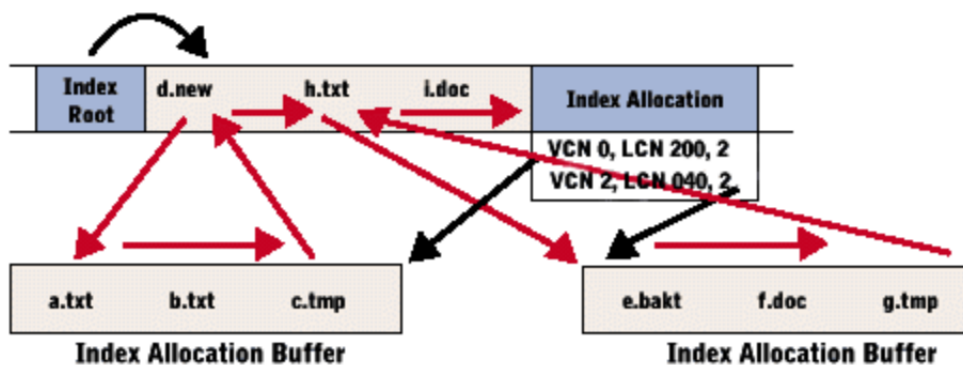 Index Root
d.new h.txt i.doc
Index Allocation
VCN 0, LCN 200, 2
VCN 2, LCN 040, 2
a.txt b.txt c.tmp
Index Allocation Buffer
e.bakt f.doc g.tmp
Index Allocation Buffer